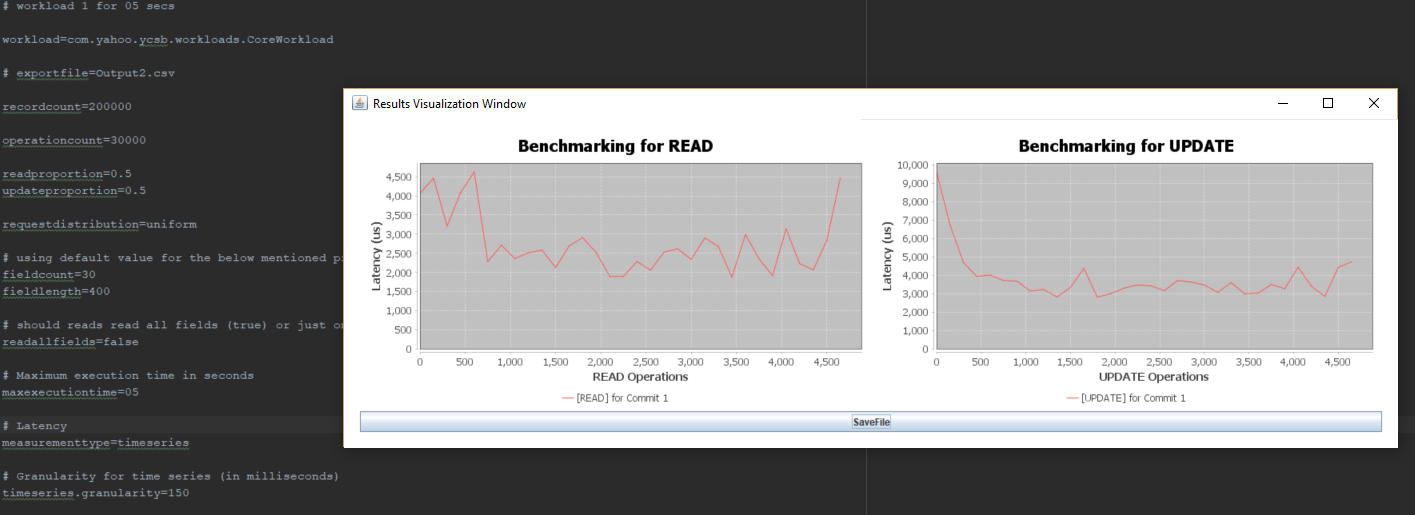 # workload 1 for 05 secs
workload=com.yahoo.ycsb.workloads.CoreWorkload
# exportfile=Output2.csv
recordcount=200000
operationcount=30000
readproportion=0.5
updateproportion=0.5
requestdistribution=uniform
# using default value for the below mentioned
fieldcount=30
fieldlength=400
# should reads read all fields (true) or just
readallfields=false
# Maximum execution time in seconds
maxexecutiontime=05
# Latency
measurementtype=timeseries
# Granularity for time series (in milliseconds)
timeseries.granularity=150
Results Visualization Window
Benchmarking for READ
4,500
4,000
3,500
3,000
2,500
2,000
1,500
1,000
500
0
Latency (us)
0 500 1,000 1,500 2,000 2,500 3,000 3,500 4,000 4,500
READ Operations
[READ] for Commit 1
Benchmarking for UPDATE
10,000
9,000
8,000
7,000
6,000
5,000
4,000
3,000
2,000
1,000
0
Latency (us)
0 500 1,000 1,500 2,000 2,500 3,000 3,500 4,000 4,500
UPDATE Operations
[UPDATE] for Commit 1
SaveFile